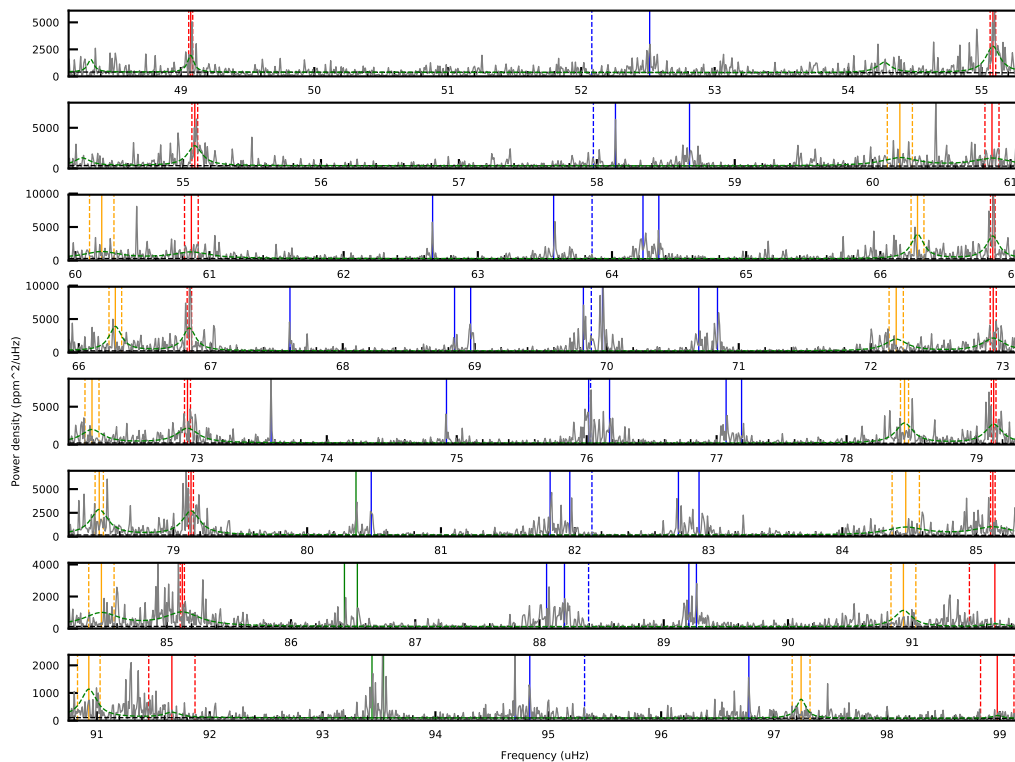 5000
2500
0
49 50 51 52 53 54 55
5000
0
55 56 57 58 59 60 61
10000
5000
0
60 61 62 63 64 65 66 6
10000
5000
0
66 67 68 69 70 71 72 73
5000
0
73 74 75 76 77 78 79
5000
2500
0
79 80 81 82 83 84 85
4000
2000
0
85 86 87 88 89 90 91
2000
1000
0
91 92 93 94 95 96 97 98 99
Power density (ppm^2/uHz)
Frequency (uHz)